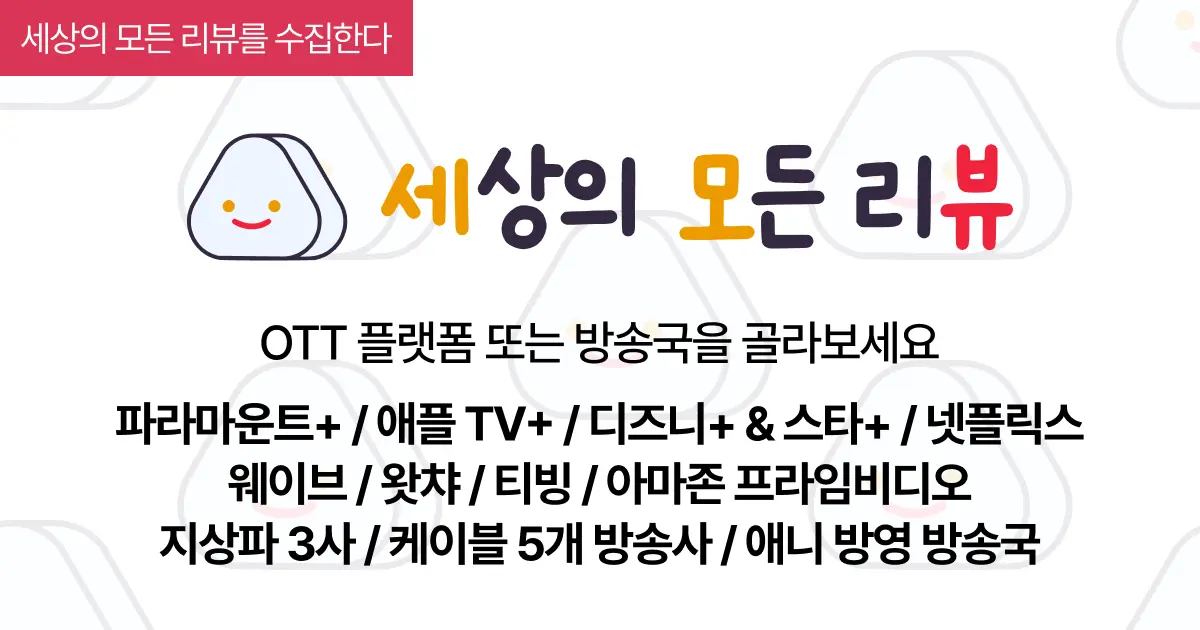 세상의 모든 리뷰를 수집한다
세상의 모든 리뷰
OTT 플랫폼 또는 방송국을 골라보세요
파라마운트+ / 애플 TV+ / 디즈니+ & 스타+ / 넷플릭스
웨이브 / 왓챠 / 티빙 / 아마존 프라임비디오
지상파 3사 / 케이블 5개 방송사 / 애니 방영 방송국